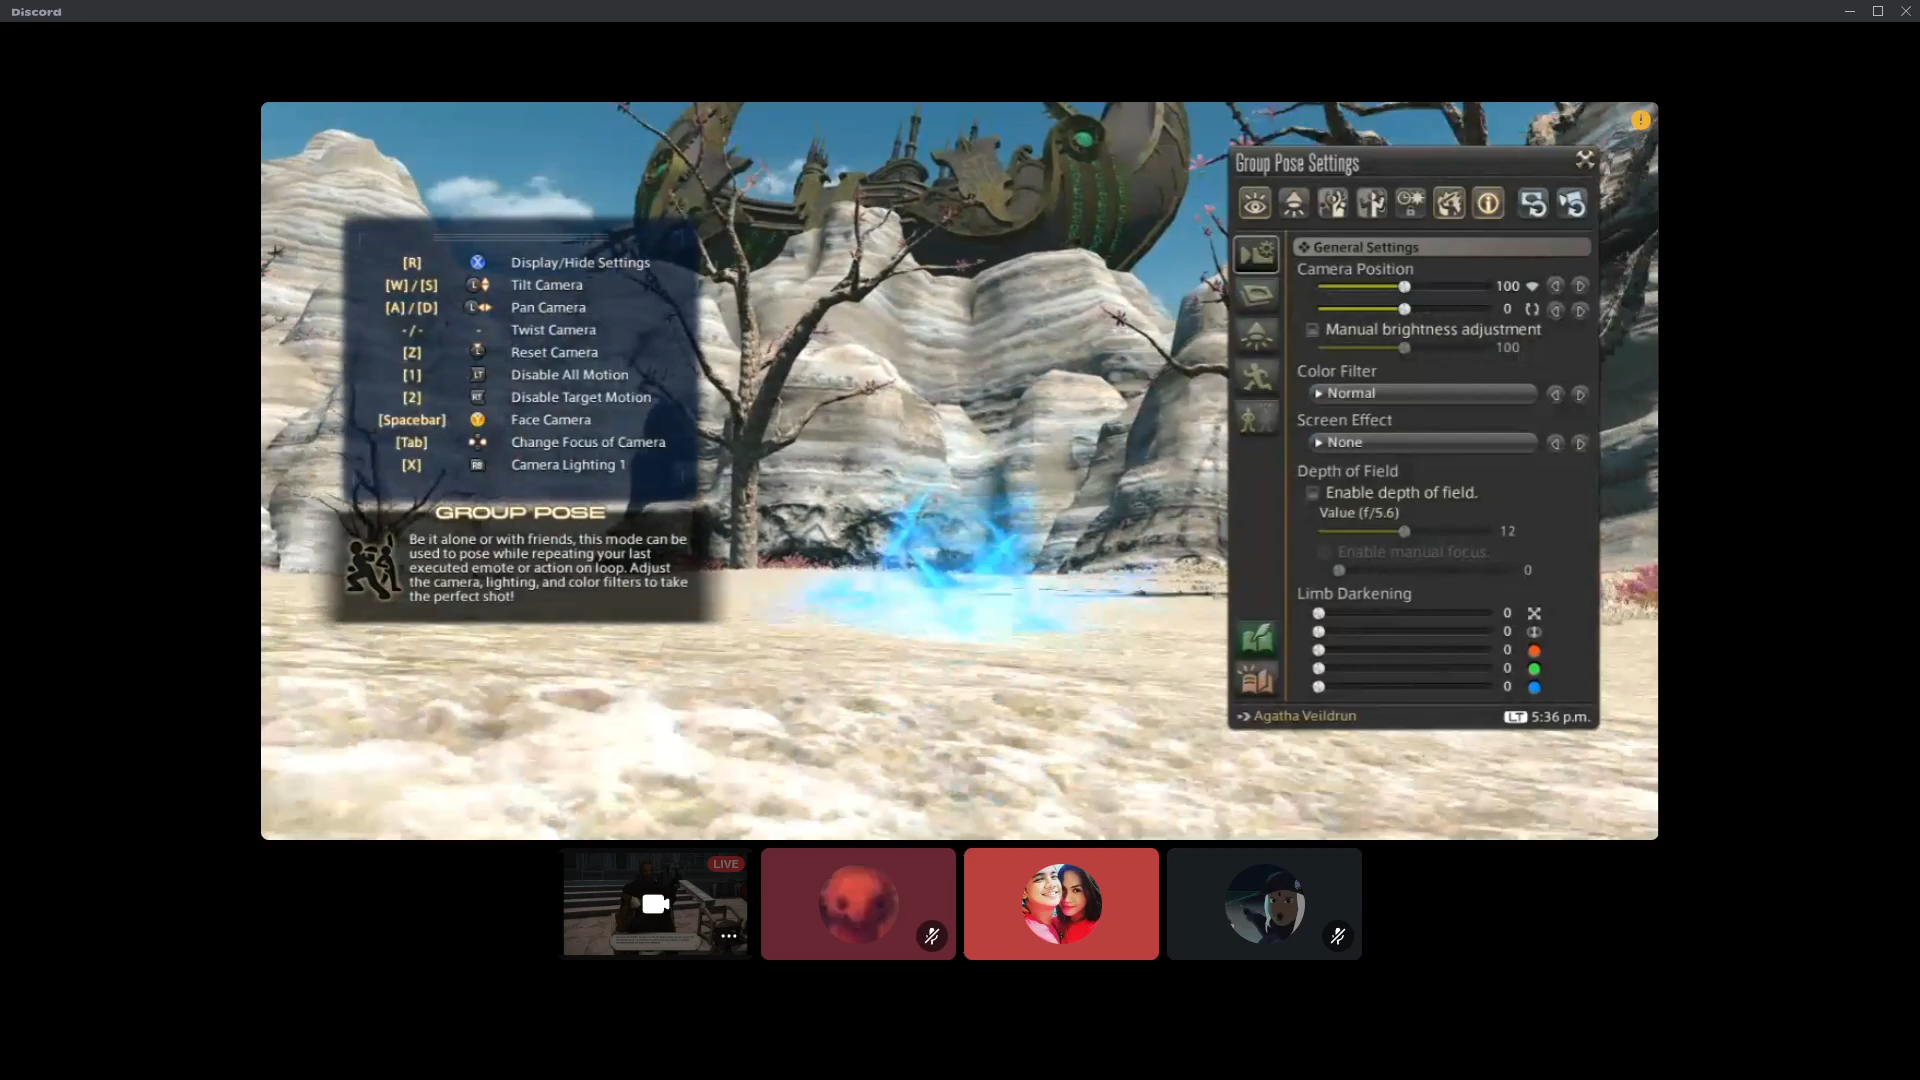 Discord
[R] Display/Hide Settings
[W] / [S] L Tilt Camera
[A] / [D] L Pan Camera
- / - - Twist Camera
[Z] L Reset Camera
[1] LT Disable All Motion
[2] RT Disable Target Motion
[Spacebar] Y Face Camera
[Tab] Change Focus of Camera
[X] RB Camera Lighting 1
GROUP POSE
Be it alone or with friends, this mode can be
used to pose while repeating your last
executed emote or action on loop. Adjust
the camera, lighting, and color filters to take
the perfect shot!
Group Pose Settings
General Settings
Camera Position
100
0
Manual brightness adjustment
100
Color Filter
Normal
Screen Effect
None
Depth of Field
Enable depth of field.
Value (f/5.6)
12
Enable manual focus.
0
Limb Darkening
0
0
0
0
0
Agatha Veildrun
LT 5:36 p.m.
LIVE